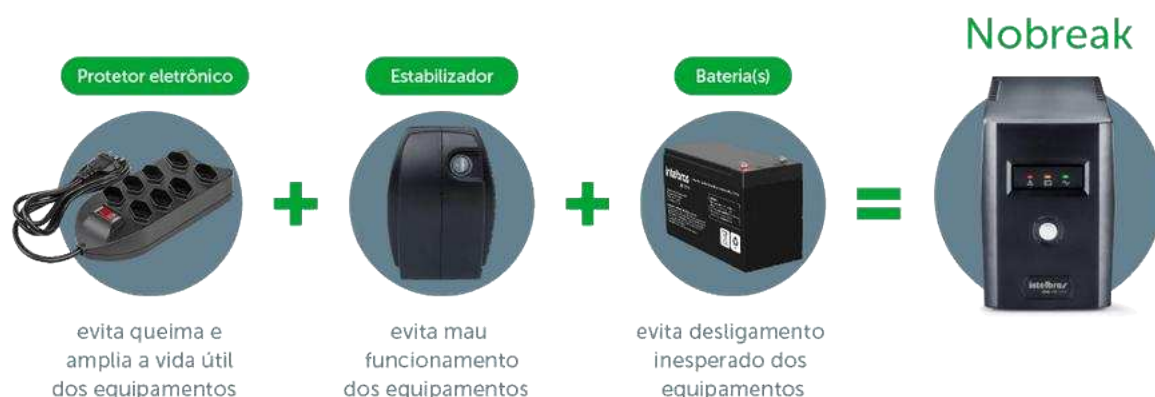 Nobreak
Protetor eletrônico
Estabilizador
Bateria(s)
evita queima e
amplia a vida útil
dos equipamentos
evita mau
funcionamento
dos equipamentos
evita desligamento
inesperado dos
equipamentos
+
+
=
intelbras
intelbras